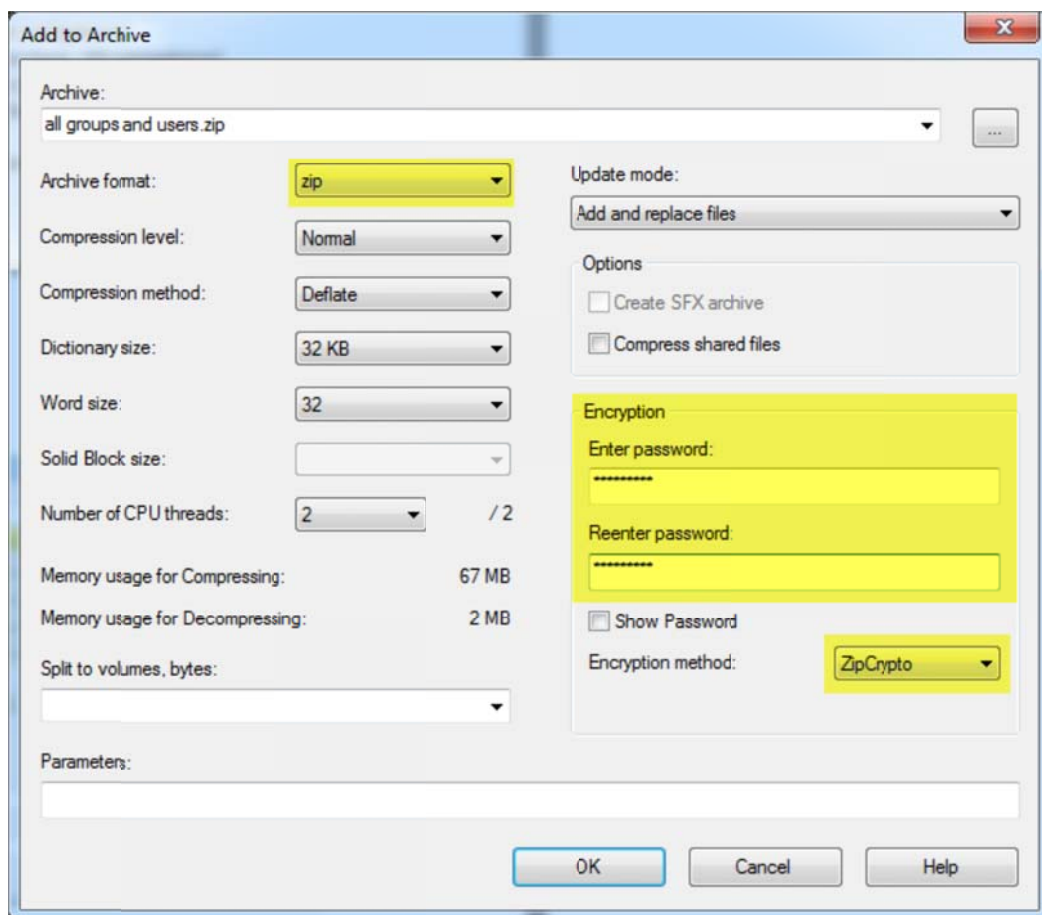 Add to Archive
Archive:
all groups and users.zip
...
Archive format:
zip
Compression level:
Normal
Compression method:
Deflate
Dictionary size:
32 KB
Word size:
32
Solid Block size:
Number of CPU threads:
2
/ 2
Memory usage for Compressing:
67 MB
Memory usage for Decompressing:
2 MB
Split to volumes, bytes:
Parameters:
Update mode:
Add and replace files
Options
Create SFX archive
Compress shared files
Encryption
Enter password:
*********
Reenter password:
*********
Show Password
Encryption method:
ZipCrypto
OK
Cancel
Help